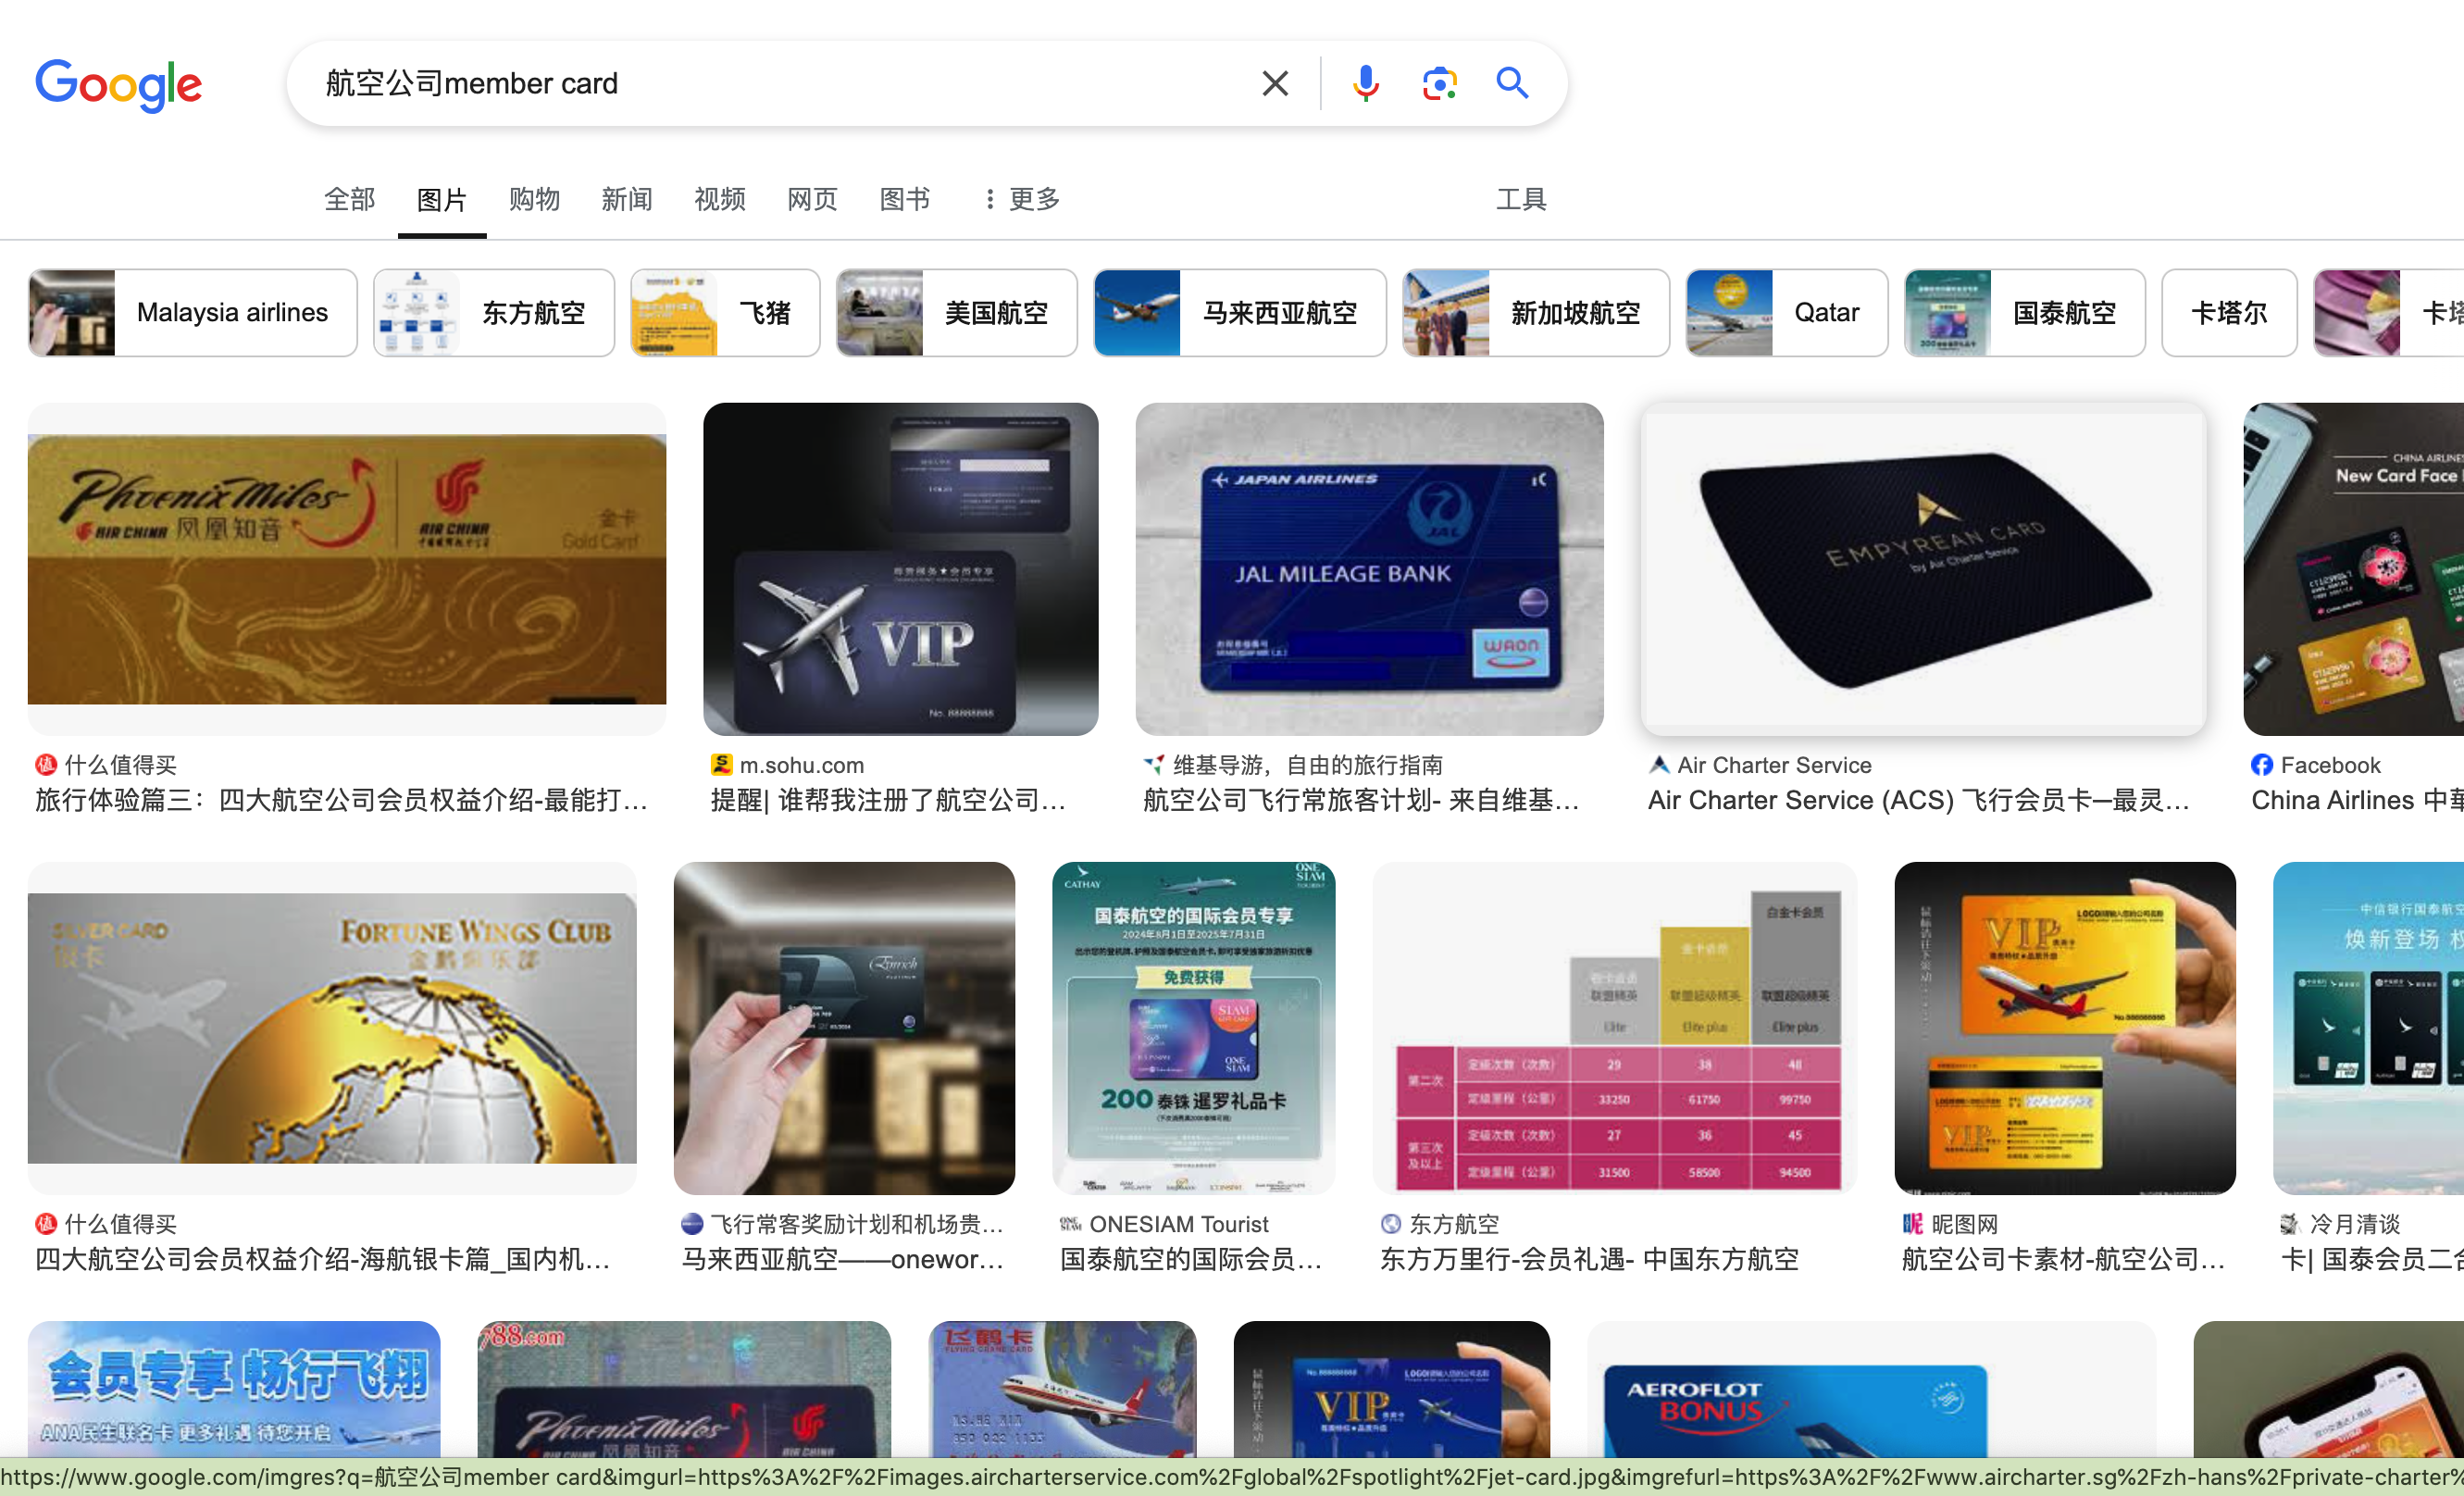 Google
航空公司member card
全部
图片
购物
新闻
视频
网页
图书
更多
工具
Malaysia airlines
东方航空
飞猪
美国航空
马来西亚航空
新加坡航空
Qatar
国泰航空
卡塔尔
Phoenix Miles
AIR CHINA 凤凰知音
AIR CHINA
金卡
Gold Card
VIP
No. 88888888
JAPAN AIRLINES
JAL
JAL MILEAGE BANK
WAON
EMPYREAN CARD
by Air Charter Service
CHINA AIRLINES
New Card Face
什么值得买
旅行体验篇三：四大航空公司会员权益介绍-最能打...
m.sohu.com
提醒| 谁帮我注册了航空公司...
维基导游，自由的旅行指南
航空公司飞行常旅客计划- 来自维基...
Air Charter Service
Air Charter Service (ACS) 飞行会员卡—最灵...
Facebook
China Airlines 中華
SILVER CARD
银卡
FORTUNE WINGS CLUB
金鹏俱乐部
Enrich
PLATINUM
CATHAY
ONE
SIAM
国泰航空的国际会员专享
2024年8月1日至2025年7月31日
免费获得
SIAM
ONE
SIAM
200 泰铢 暹罗礼品卡
白金卡会员
金卡会员
银卡会员
联盟精英
联盟超级精英
联盟超级精英
Elite
Elite plus
Elite plus
第二次
定级次数（次数） 29 38 48
定级里程（公里） 33250 61750 99750
第三次
及以上
定级次数（次数） 27 36 45
定级里程（公里） 31500 58500 94500
VIP
No.888888888
VIP
中信银行国泰航空
焕新登场
什么值得买
四大航空公司会员权益介绍-海航银卡篇_国内机...
飞行常客奖励计划和机场贵...
马来西亚航空——onewor...
ONESIAM Tourist
国泰航空的国际会员...
东方航空
东方万里行-会员礼遇- 中国东方航空
昵图网
航空公司卡素材-航空公司...
冷月清谈
卡| 国泰会员二合
会员专享 畅行飞翔
ANA民生联名卡 更多礼遇 待您开启
788.com
Phoenix Miles
凤凰知音
AIR CHINA
飞鹤卡
FLYING CRANE CARD
VIP
AEROFLOT
BONUS
https://www.google.com/imgres?q=航空公司member card&imgurl=https%3A%2F%2Fimages.aircharterservice.com%2Fglobal%2Fspotlight%2Fjet-card.jpg&imgrefurl=https%3A%2F%2Fwww.aircharter.sg%2Fzh-hans%2Fprivate-charter%